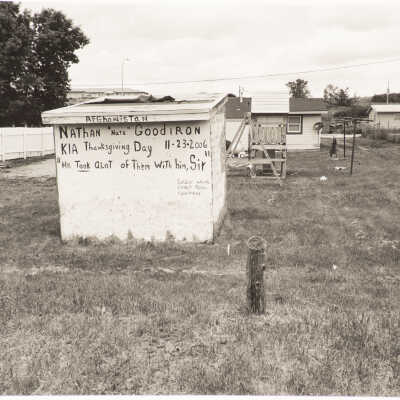 AFGHANISTAN
NATHAN "NATE" GOODIRON
KIA Thanksgiving DAY 11-23-2006
"HE TOOK ALOT of THEM WITH him, SIR"